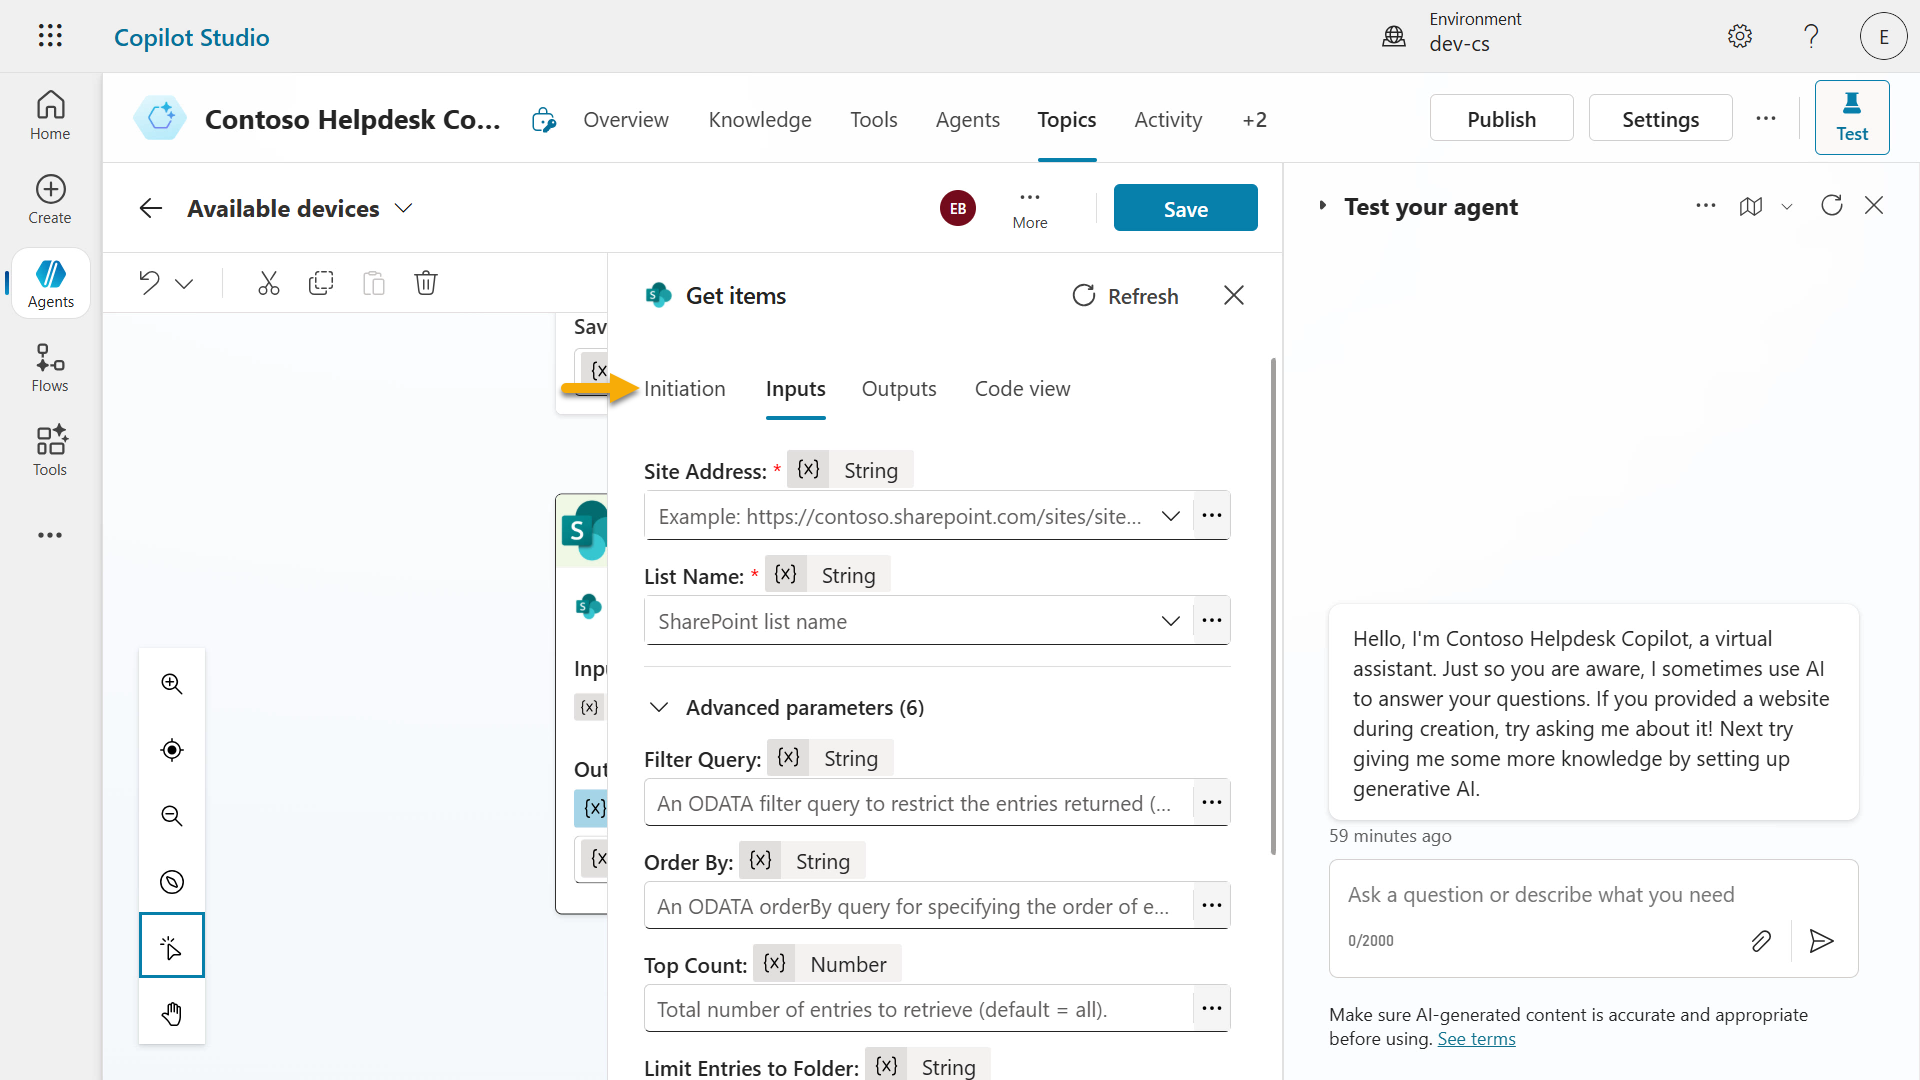 Copilot Studio
Environment
dev-cs
E
Home
Create
Agents
Flows
Tools
Contoso Helpdesk Co...
Overview
Knowledge
Tools
Agents
Topics
Activity
+2
Publish
Settings
Test
Available devices
EB
More
Save
Sav
{x
Inpu
{x}
Out
{x}
{x
Get items
Refresh
Initiation
Inputs
Outputs
Code view
Site Address: * {x} String
Example: https://contoso.sharepoint.com/sites/site...
List Name: * {x} String
SharePoint list name
Advanced parameters (6)
Filter Query: {x} String
An ODATA filter query to restrict the entries returned (...
Order By: {x} String
An ODATA orderBy query for specifying the order of e...
Top Count: {x} Number
Total number of entries to retrieve (default = all).
Limit Entries to Folder: {x} String
Test your agent
Hello, I'm Contoso Helpdesk Copilot, a virtual
assistant. Just so you are aware, I sometimes use AI
to answer your questions. If you provided a website
during creation, try asking me about it! Next try
giving me some more knowledge by setting up
generative AI.
59 minutes ago
Ask a question or describe what you need
0/2000
Make sure AI-generated content is accurate and appropriate
before using. See terms